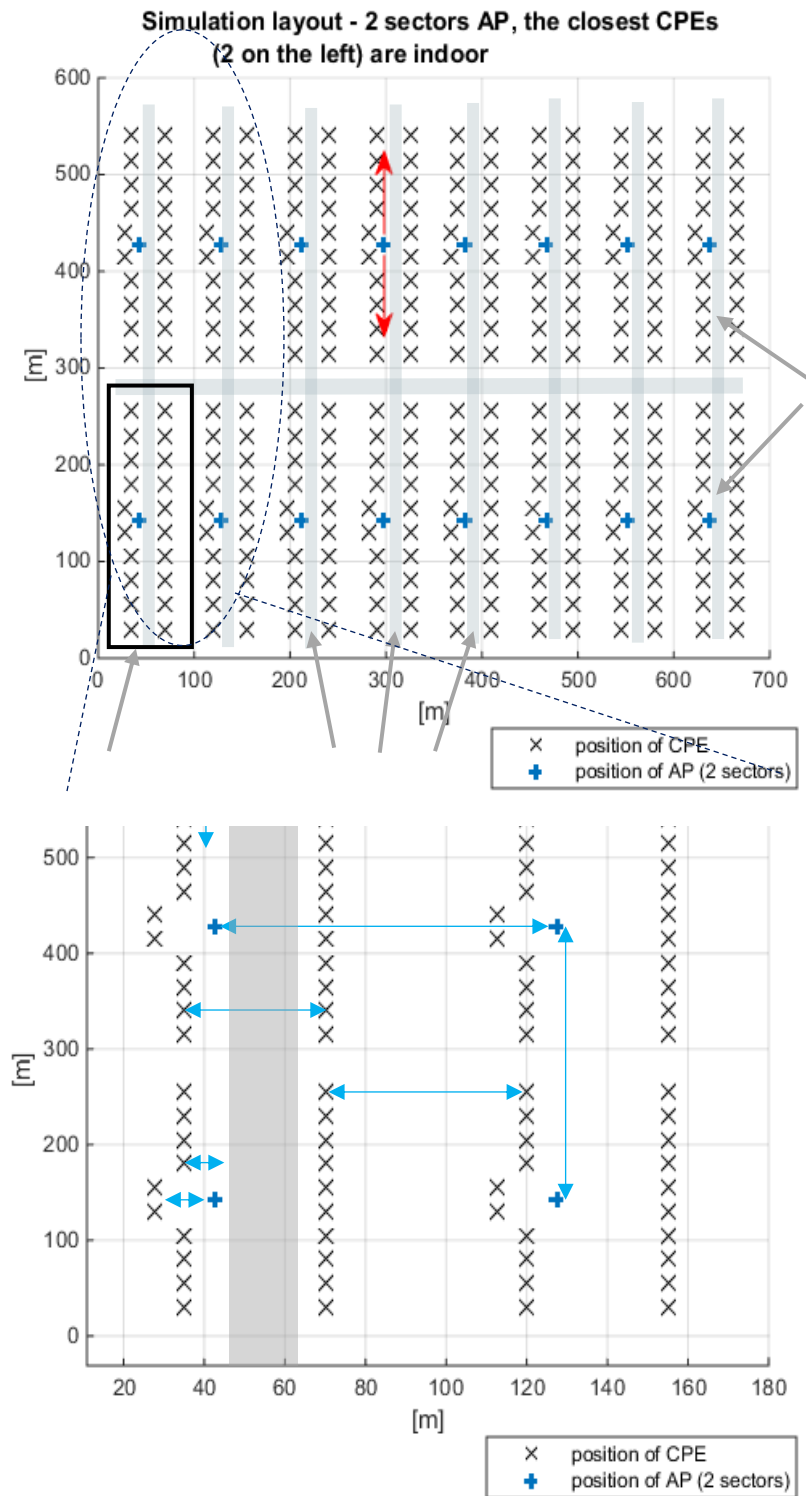 Simulation layout - 2 sectors AP, the closest CPEs
(2 on the left) are indoor
600
500
400
300
200
100
0
[m]
0 100 200 300 400 500 600 700
[m]
position of CPE
position of AP (2 sectors)
500
400
300
200
100
0
[m]
20 40 60 80 100 120 140 160 180
[m]
position of CPE
position of AP (2 sectors)